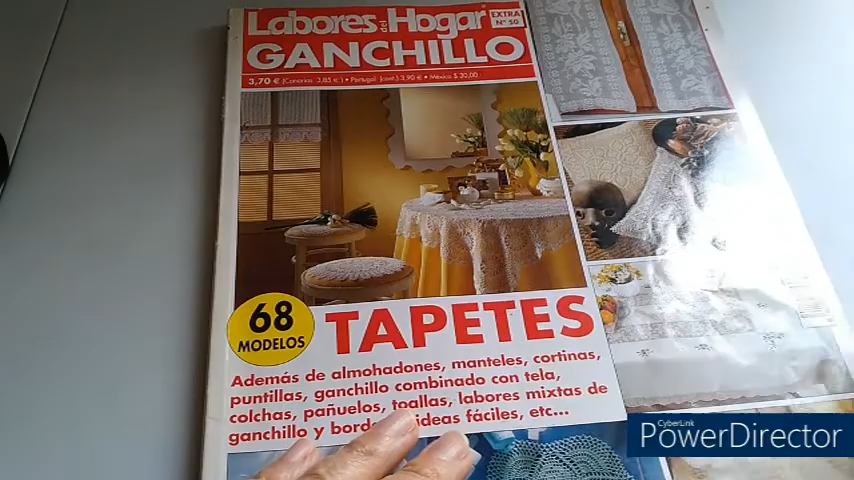 Labores del Hogar EXTRA Nº 50
GANCHILLO
3,70 € (Canarias 3,85 €) • Portugal (cont.) 3,90 € • México $ 30,00
68 MODELOS
TAPETES
Además de almohadones, manteles, cortinas,
puntillas, ganchillo combinado con tela,
colchas, pañuelos, toallas, labores mixtas de
ganchillo y ideas fáciles, etc...
CyberLink
PowerDirector